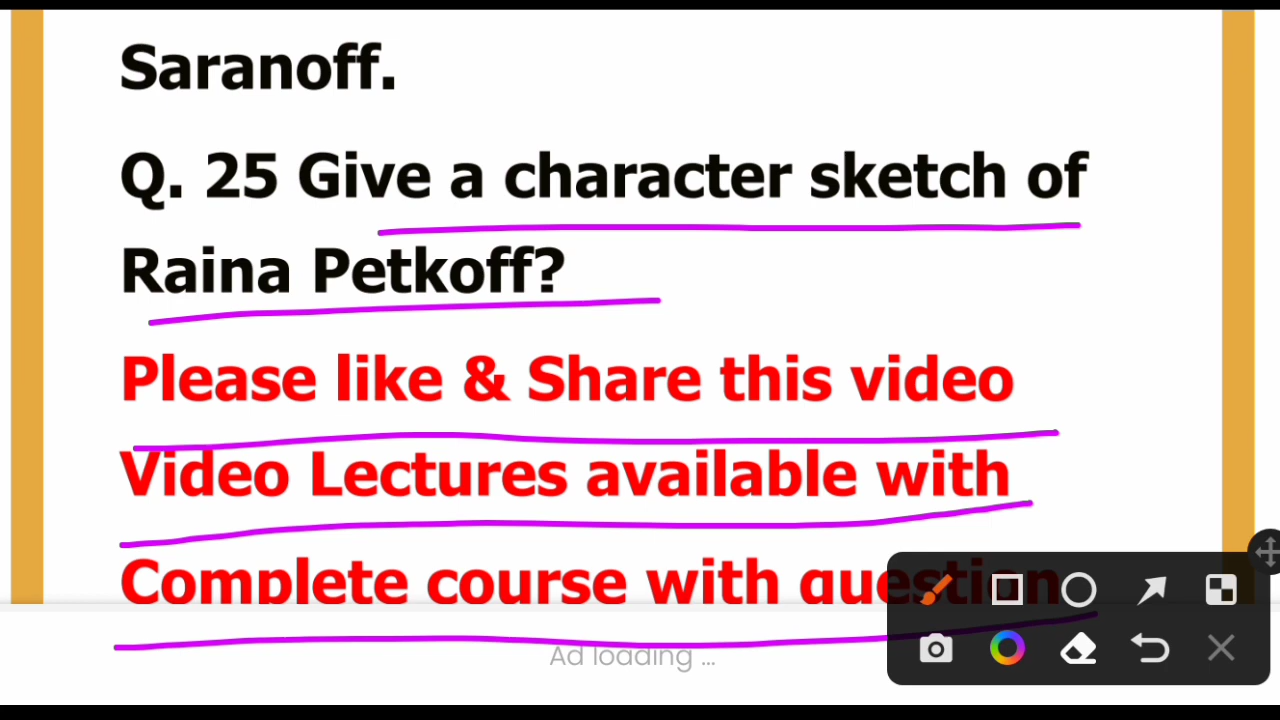 Saranoff.
Q. 25 Give a character sketch of
Raina Petkoff?
Please like & Share this video
Video Lectures available with
Complete course with question
Ad loading ...